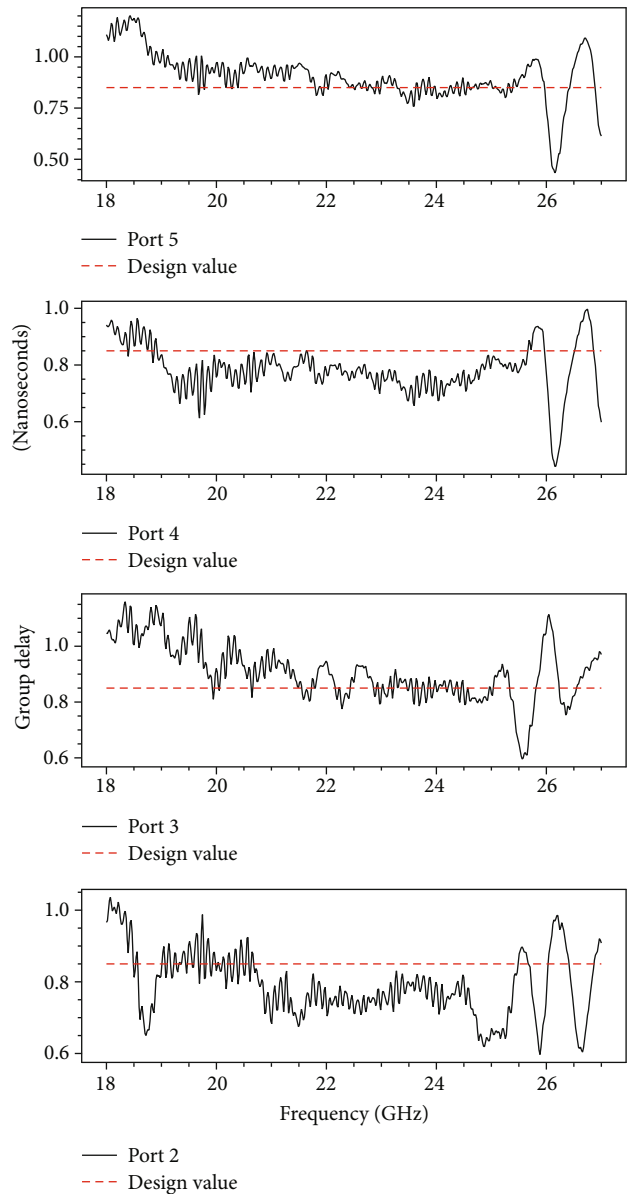 1.00
0.75
0.50
18 20 22 24 26
Port 5
Design value
1.0
0.8
0.6
18 20 22 24 26
Port 4
Design value
(Nanoseconds)
1.0
0.8
0.6
18 20 22 24 26
Port 3
Design value
Group delay
1.0
0.8
0.6
18 20 22 24 26
Frequency (GHz)
Port 2
Design value